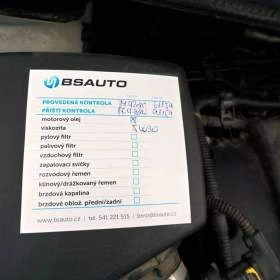 BSAUTO
PROVEDENÁ KONTROLA
PŘÍŠTÍ KONTROLA
motorový olej
viskozita
pylový filtr
palivový filtr
vzduchový filtr
zapalovací svíčky
rozvodový řemen
klínový/drážkovaný řemen
brzdová kapalina
brzdové oblož. přední/zadní
www.bsauto.cz | tel.: 541 221 515 | servis@bsauto.cz